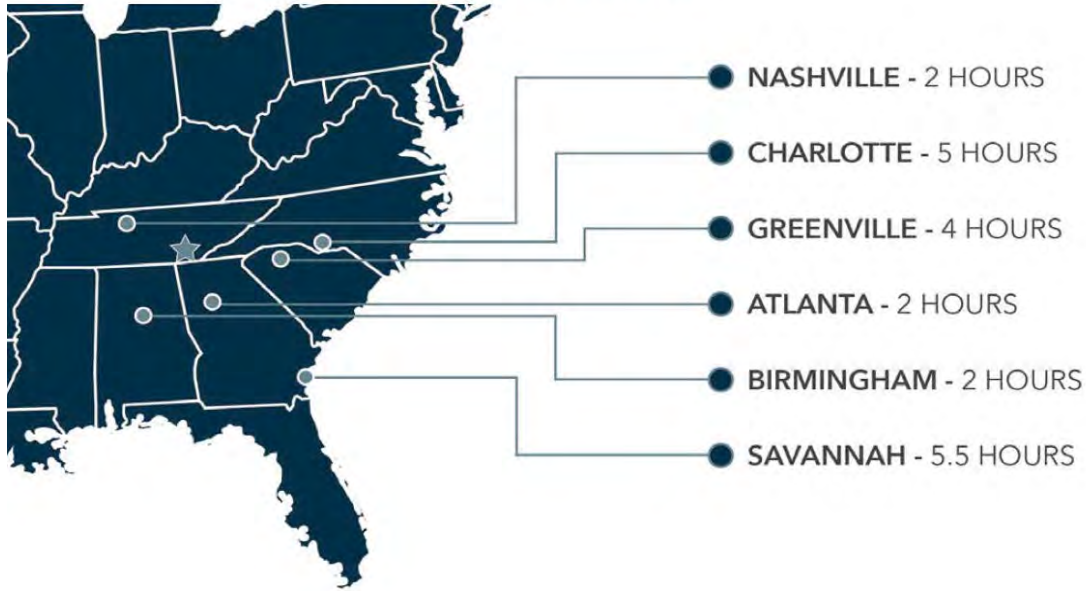 NASHVILLE - 2 HOURS
CHARLOTTE - 5 HOURS
GREENVILLE - 4 HOURS
ATLANTA - 2 HOURS
BIRMINGHAM - 2 HOURS
SAVANNAH - 5.5 HOURS